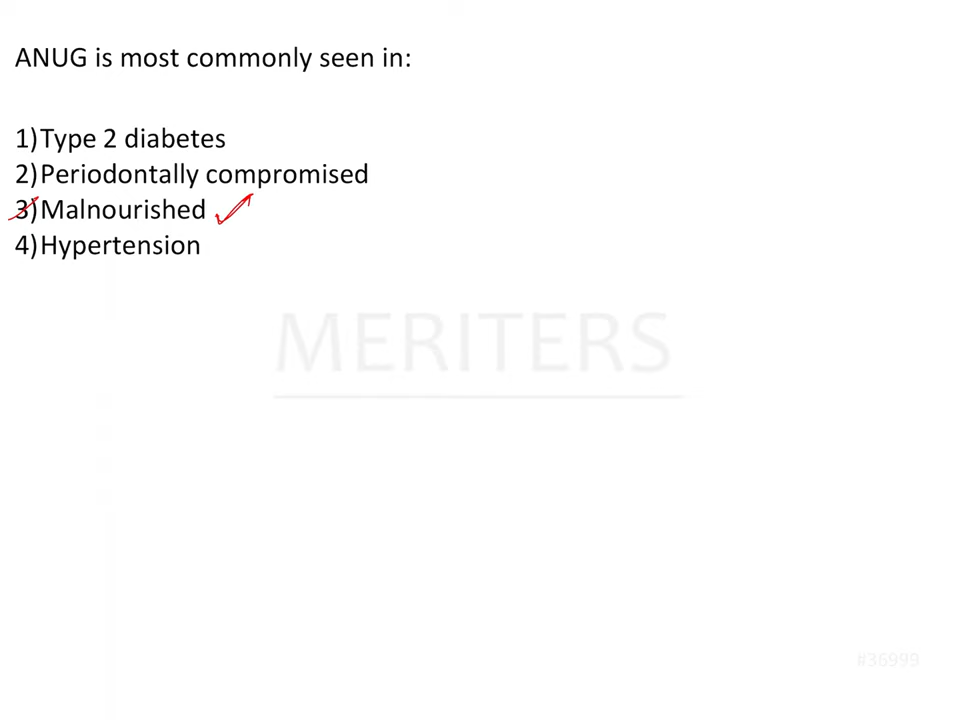 ANUG is most commonly seen in:
1)Type 2 diabetes
2)Periodontally compromised
3)Malnourished
4)Hypertension
MERITERS
#36999